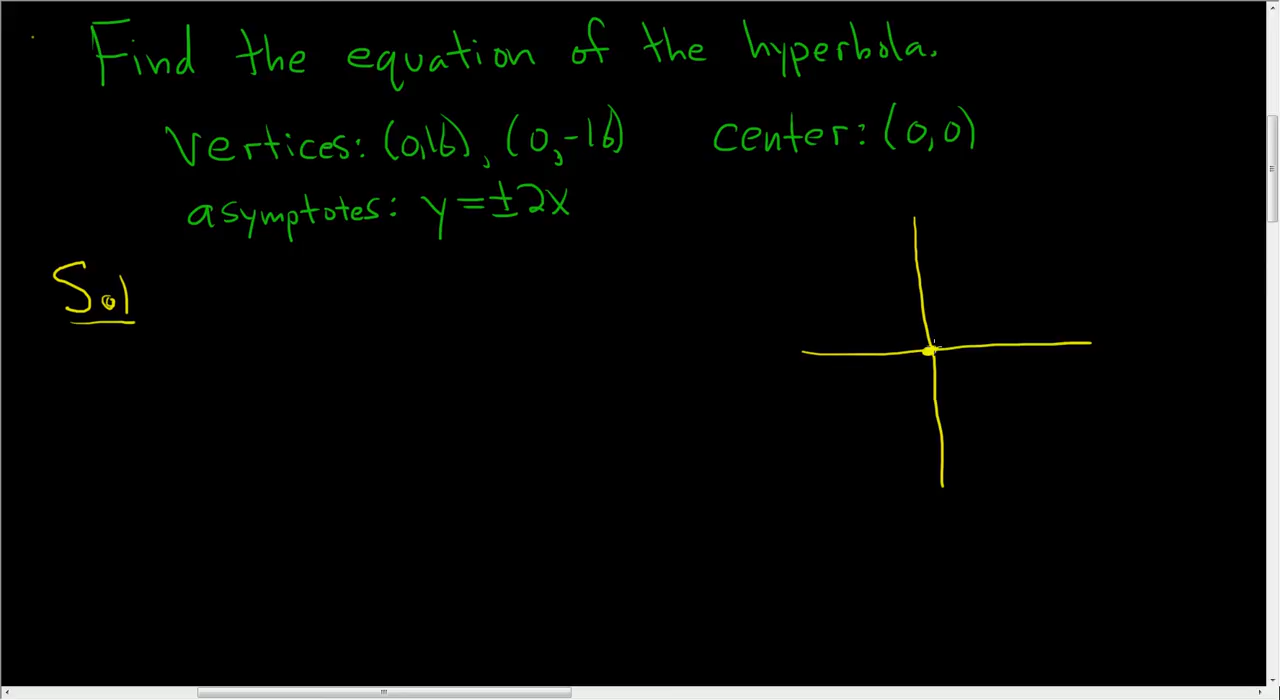 Find the equation of the hyperbola.
Vertices: (0,16), (0,-16) center: (0,0)
asymptotes: y=±2x
Sol